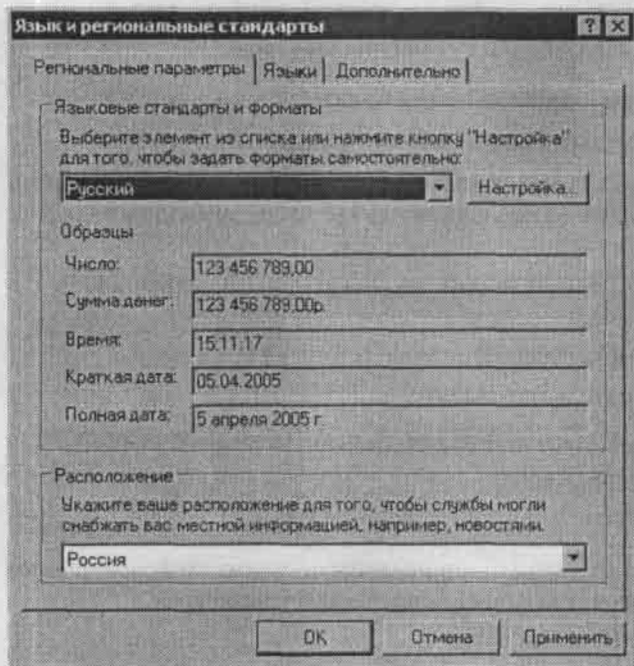 Язык и региональные стандарты
Региональные параметры Языки Дополнительно
Языковые стандарты и форматы
Выберите элемент из списка или нажмите кнопку "Настройка"
для того, чтобы задать форматы самостоятельно:
Русский Настройка...
Образцы
Число: 123 456 789,00
Сумма денег: 123 456 789,00р.
Время: 15:11:17
Краткая дата: 05.04.2005
Полная дата: 5 апреля 2005 г.
Расположение
Укажите ваше расположение для того, чтобы службы могли
снабжать вас местной информацией, например, новостями.
Россия
OK Отмена Применить